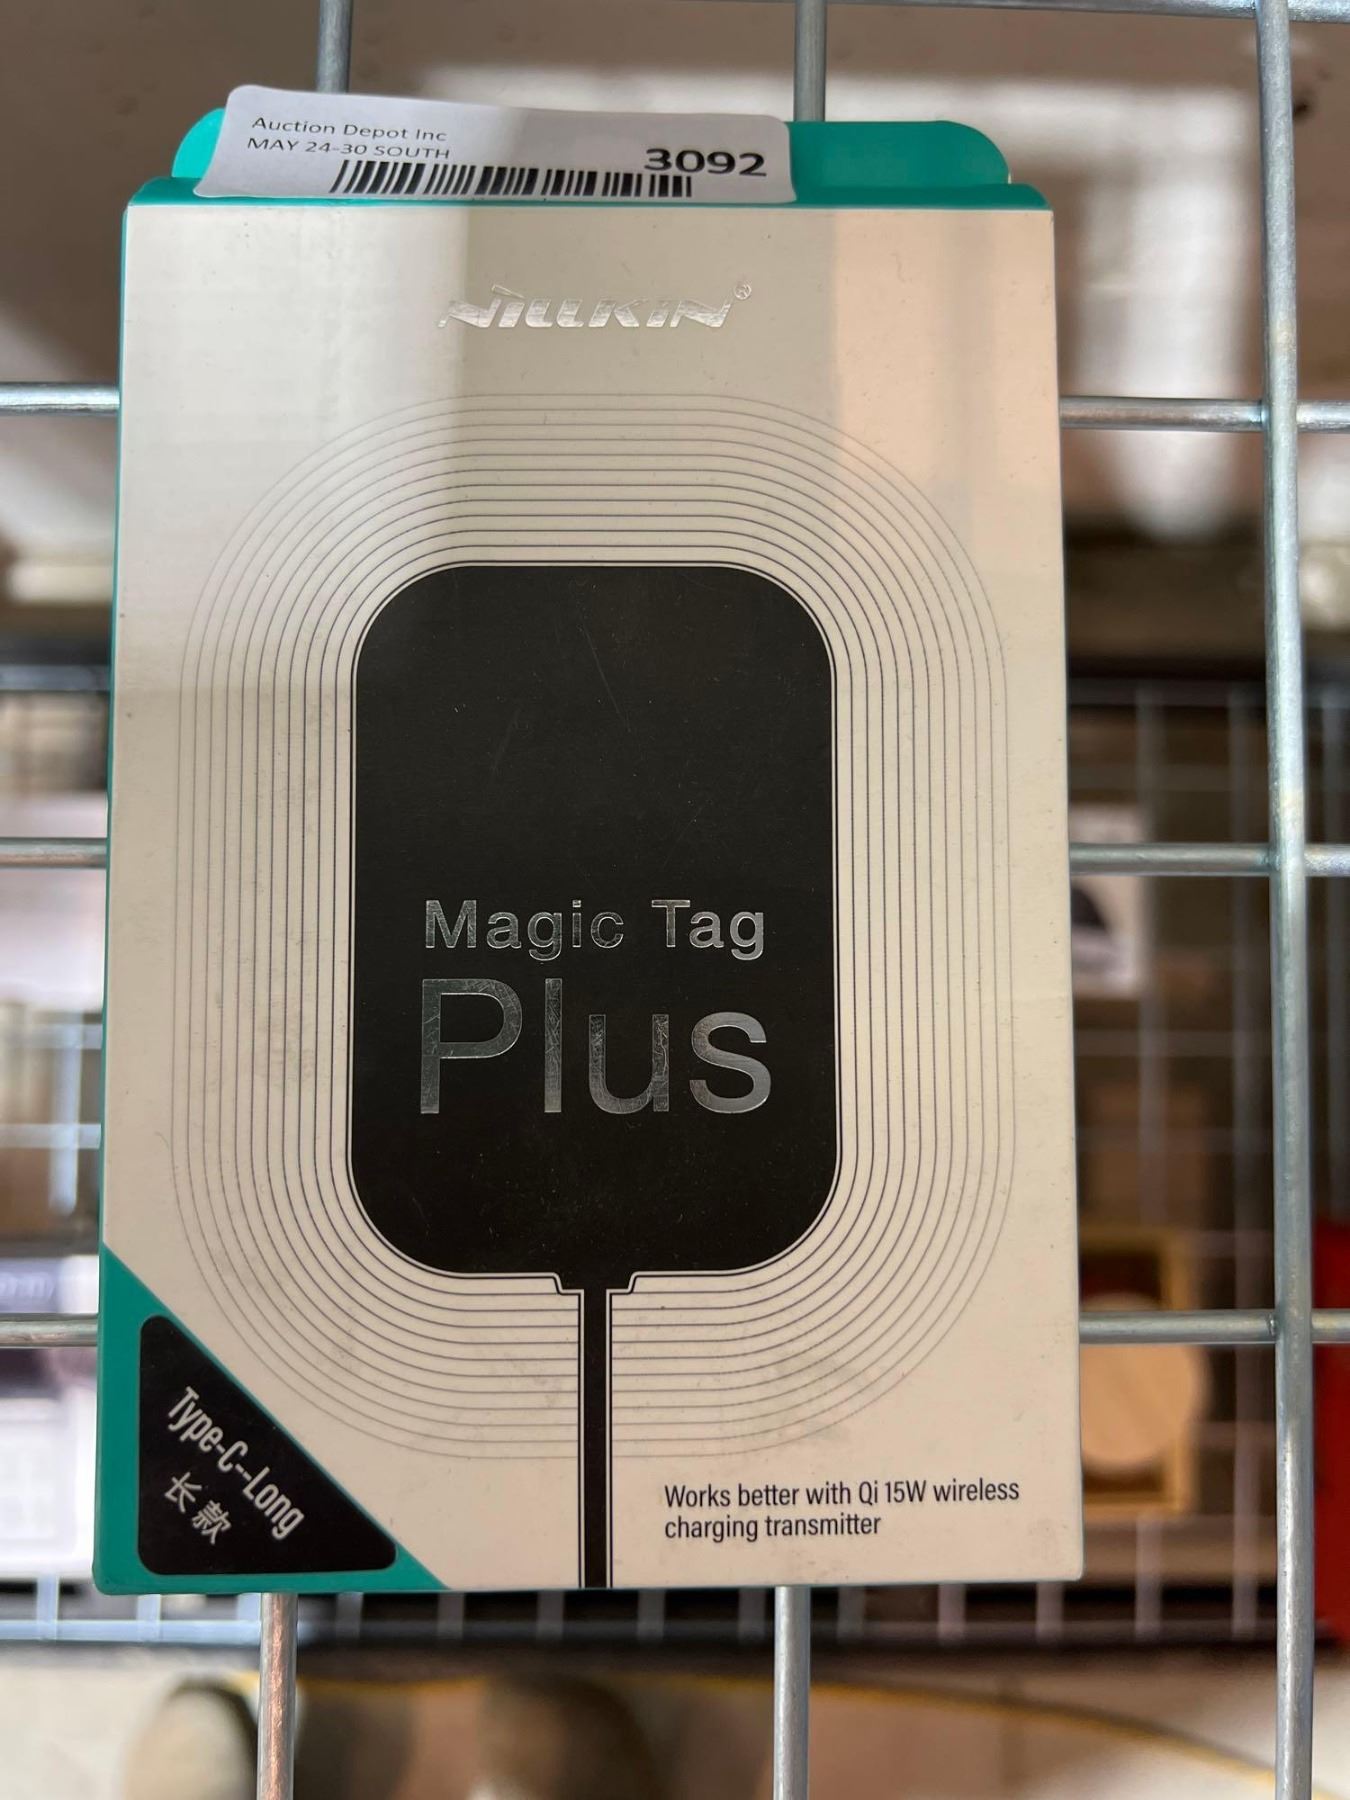 Auction Depot Inc
MAY 24-30 SOUTH
3092
NILLKIN®
Magic Tag
Plus
Type-C--Long
长款
Works better with Qi 15W wireless
charging transmitter